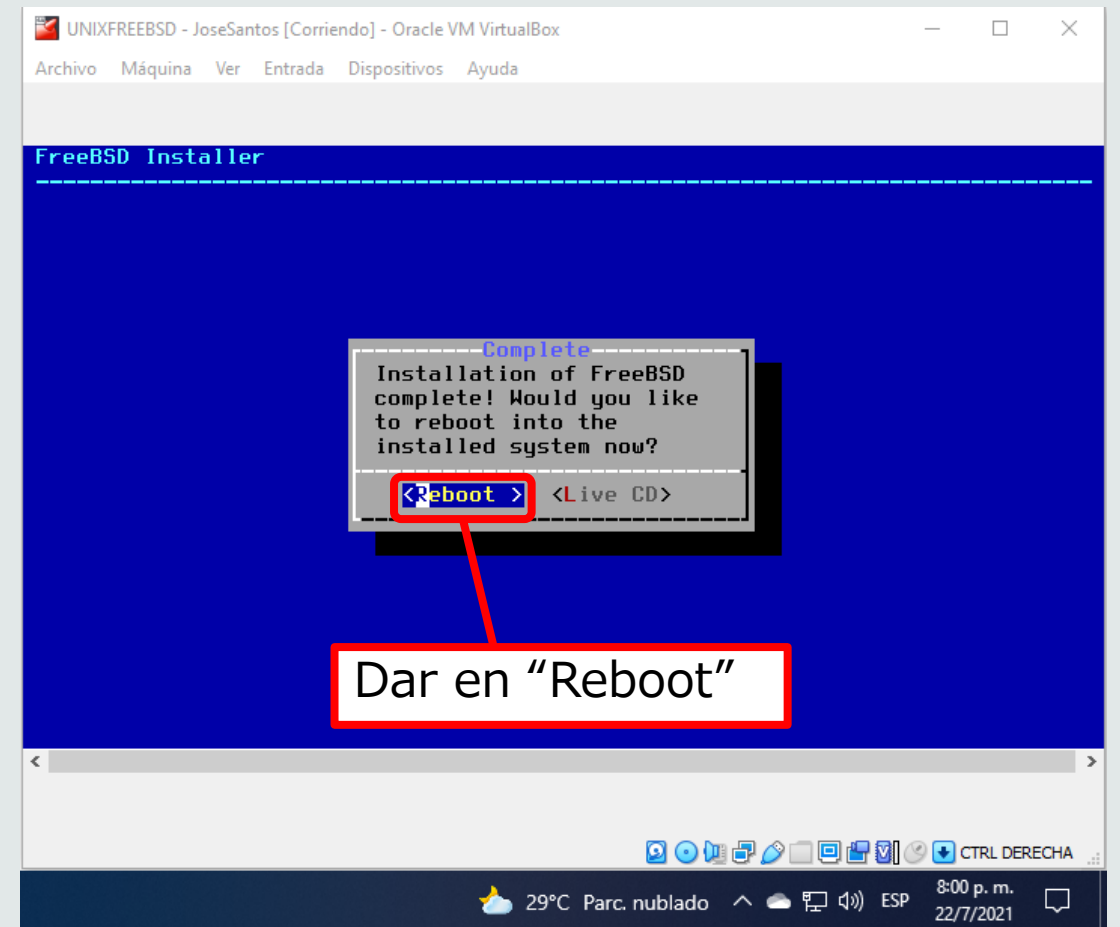 UNIXFREEBSD - JoseSantos [Corriendo] - Oracle VM VirtualBox
Archivo Máquina Ver Entrada Dispositivos Ayuda
FreeBSD Installer
Complete
Installation of FreeBSD
complete! Would you like
to reboot into the
installed system now?
<Reboot > <Live CD>
Dar en “Reboot”
CTRL DERECHA
29°C Parc. nublado ESP 8:00 p. m.
22/7/2021